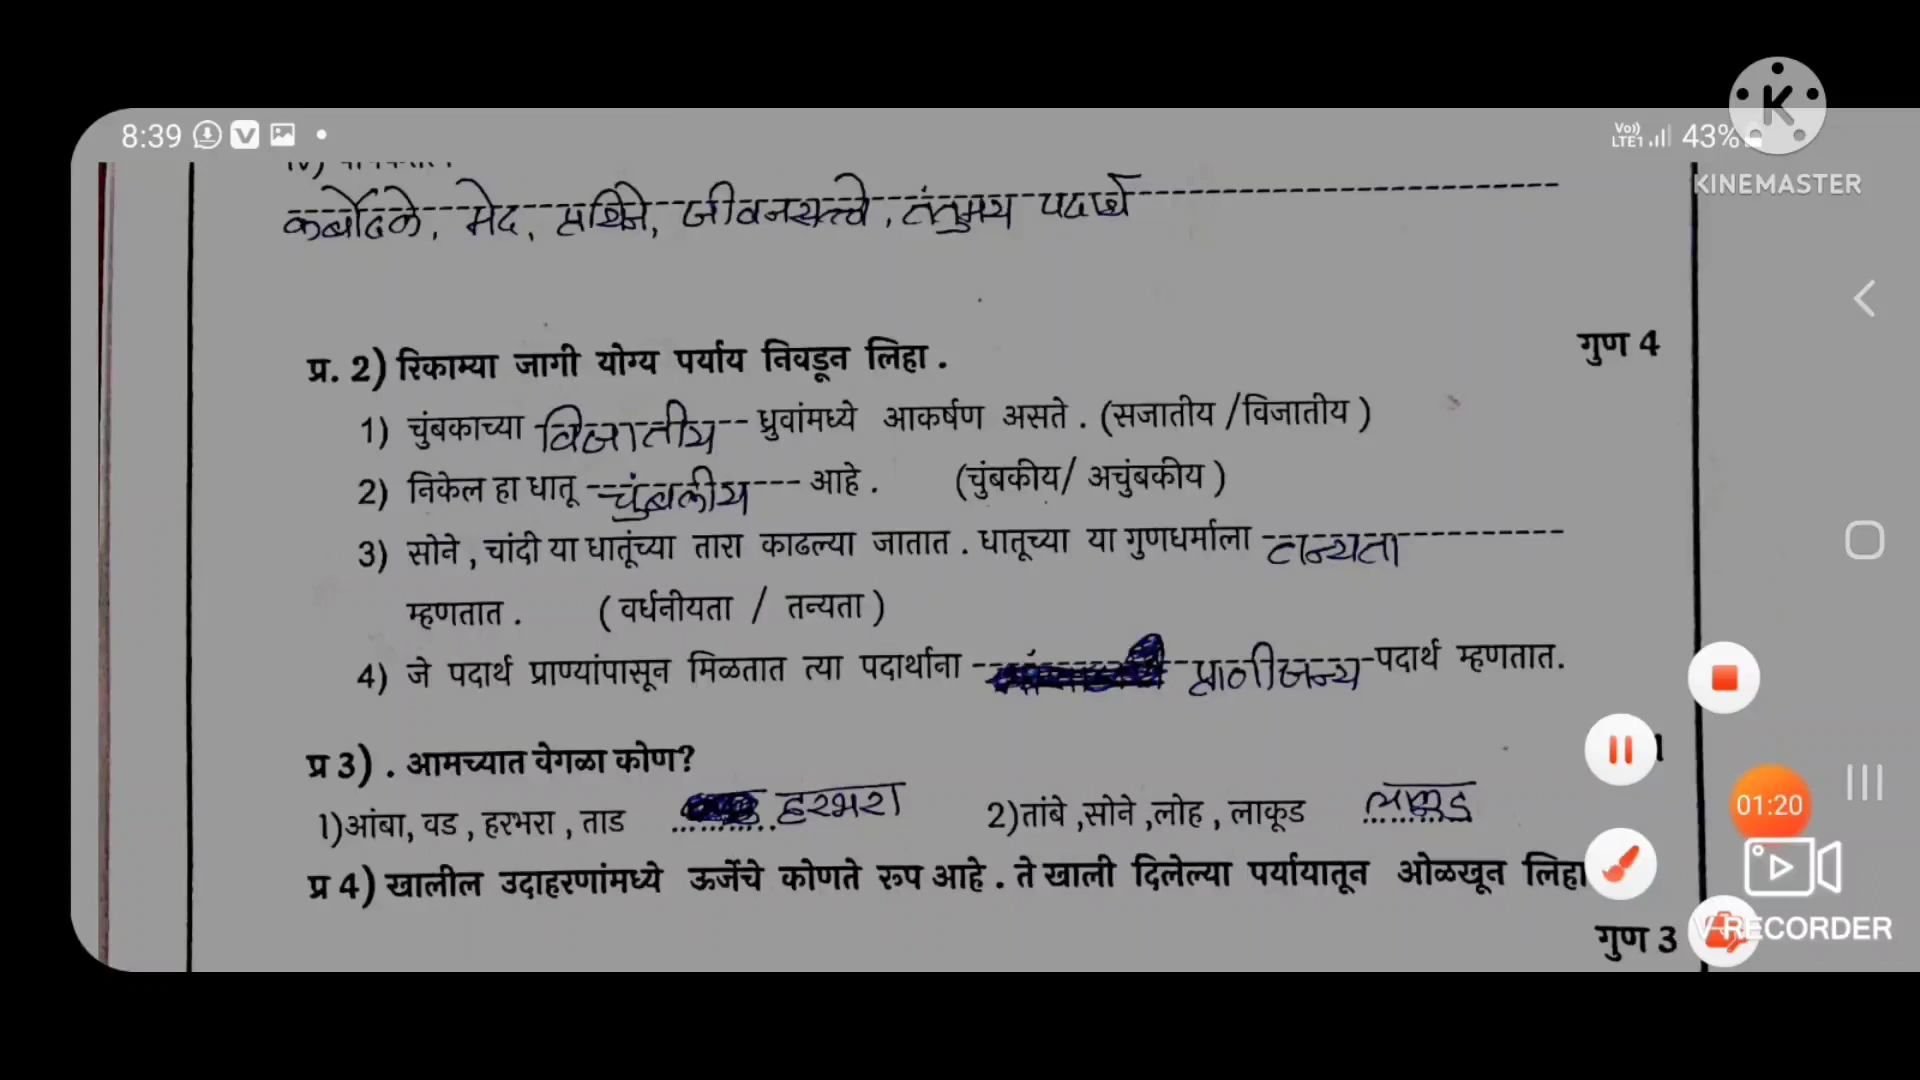 8:39
Vo)) LTE1 43%
KINEMASTER
कर्बोदके, मेद, प्रथिने, जीवनसत्त्वे, तंतुमय पदार्थ
प्र. 2) रिकाम्या जागी योग्य पर्याय निवडून लिहा . गुण 4
1) चुंबकाच्या विजातीय ध्रुवांमध्ये आकर्षण असते . (सजातीय /विजातीय )
2) निकेल हा धातू चुंबकीय आहे . (चुंबकीय/ अचुंबकीय )
3) सोने , चांदी या धातूंच्या तारा काढल्या जातात . धातूच्या या गुणधर्माला तन्यता
म्हणतात . ( वर्धनीयता / तन्यता )
4) जे पदार्थ प्राण्यांपासून मिळतात त्या पदार्थाना प्राणीजन्य पदार्थ म्हणतात.
प्र 3) . आमच्यात वेगळा कोण?
1)आंबा, वड , हरभरा , ताड हरभरा 2)तांबे ,सोने ,लोह , लाकूड लाकूड
01:20
प्र 4) खालील उदाहरणांमध्ये ऊर्जेचे कोणते रुप आहे . ते खाली दिलेल्या पर्यायातून ओळखून लिहा
गुण 3
V RECORDER